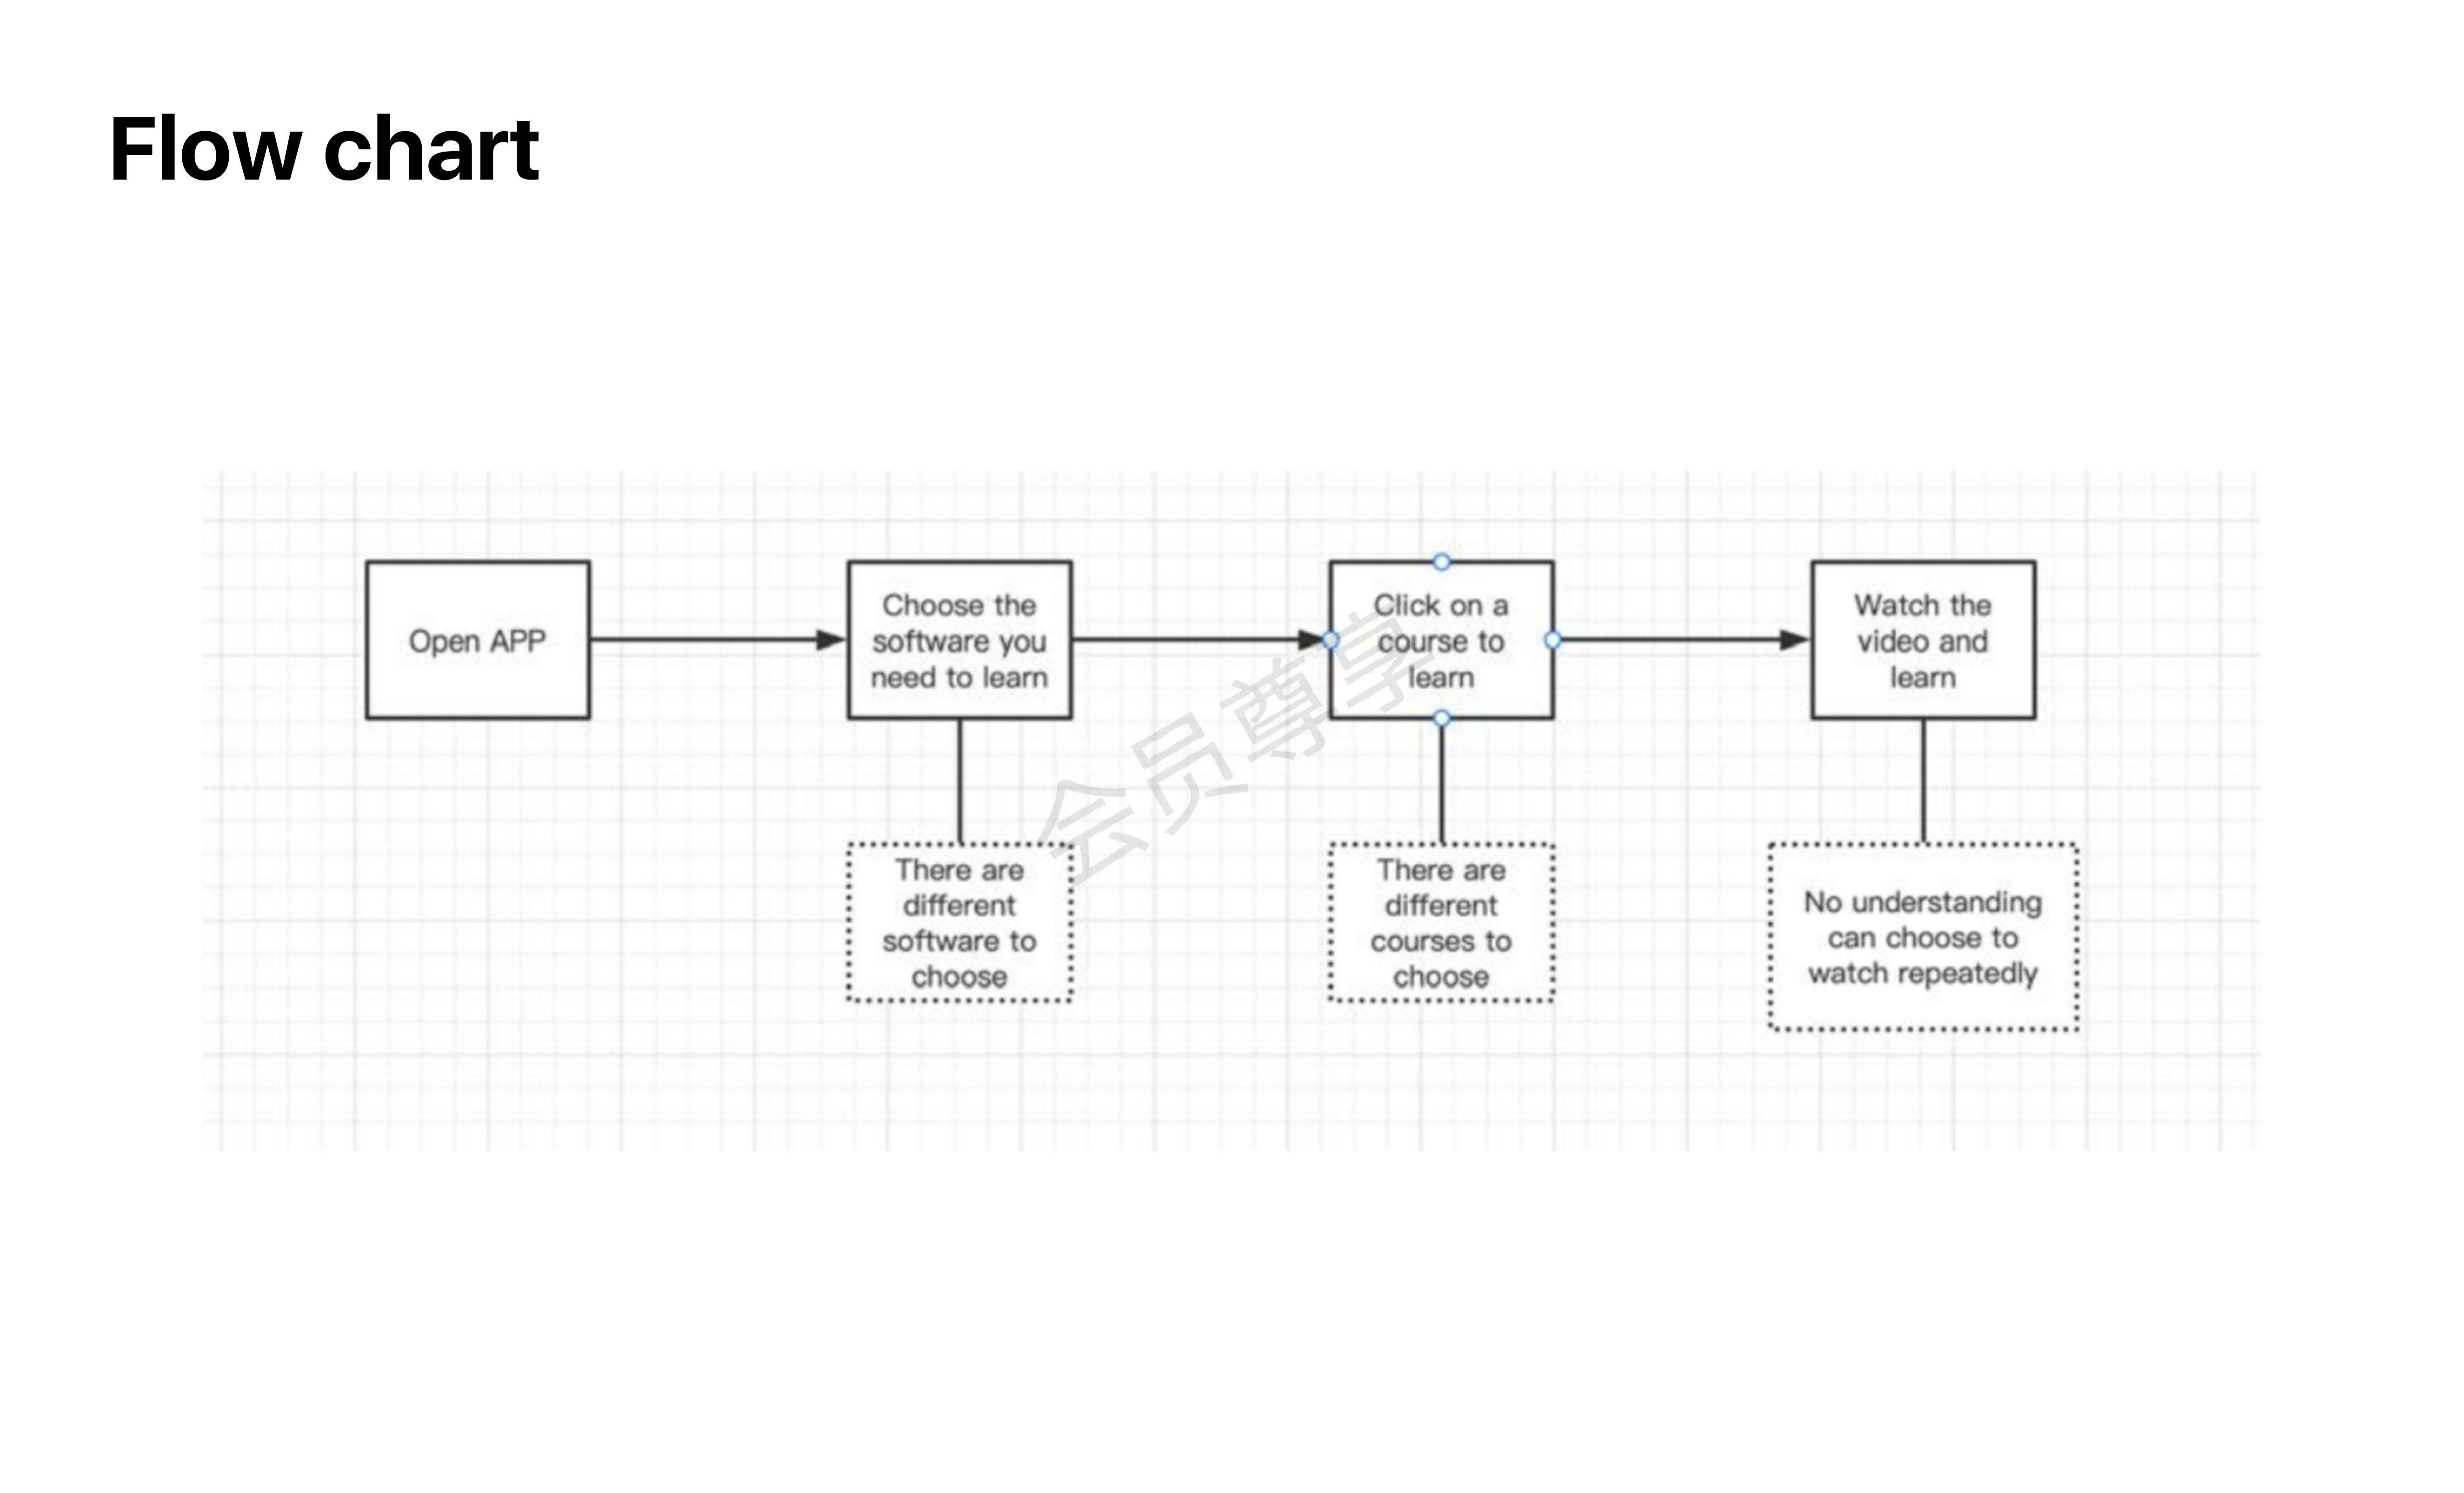 Flow chart
Open APP
Choose the
software you
need to learn
Click on a
course to
learn
Watch the
video and
learn
会员尊享
There are
different
software to
choose
There are
different
courses to
choose
No understanding
can choose to
watch repeatedly